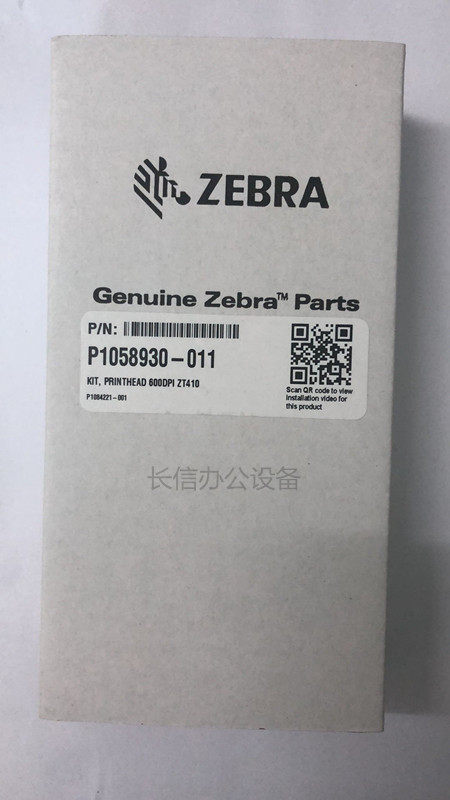 ZEBRA
Genuine Zebra™ Parts
P/N:
P1058930-011
KIT, PRINTHEAD 600DPI ZT410
P1084221-001
Scan QR code to view
installation video for
this product
长信办公设备